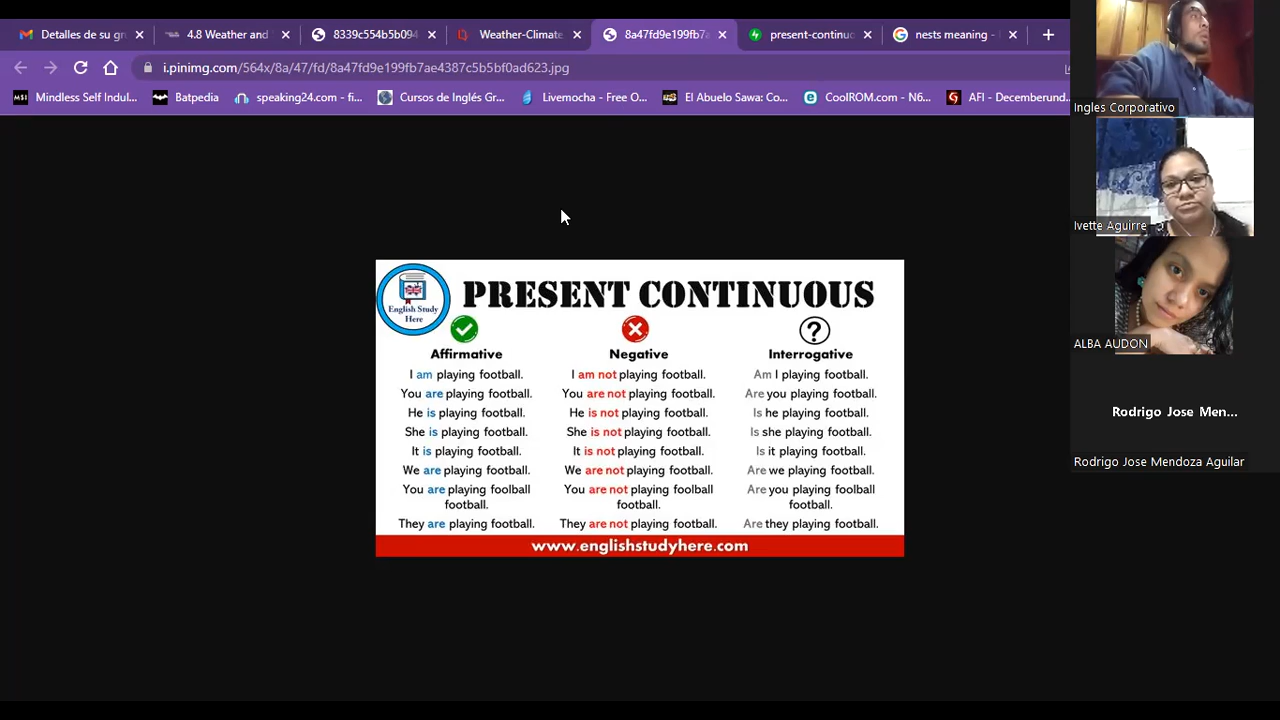 Detalles de su gr
4.8 Weather and
8339c554b5b094
Weather-Climate
8a47fd9e199fb7a
present-continuo
nests meaning -
i.pinimg.com/564x/8a/47/fd/8a47fd9e199fb7ae4387c5b5bf0ad623.jpg
Mindless Self Indul...
Batpedia
speaking24.com - fi...
Cursos de Inglés Gr...
Livemocha - Free O...
El Abuelo Sawa: Co...
CoolROM.com - N6...
AFI - Decemberund...
Ingles Corporativo
Ivette Aguirre
ALBA AUDON
Rodrigo Jose Men...
Rodrigo Jose Mendoza Aguilar
English Study
Here
PRESENT CONTINUOUS
Affirmative
I am playing football.
You are playing football.
He is playing football.
She is playing football.
It is playing football.
We are playing football.
You are playing foolball
football.
They are playing football.
Negative
I am not playing football.
You are not playing football.
He is not playing football.
She is not playing football.
It is not playing football.
We are not playing football.
You are not playing foolball
football.
They are not playing football.
?
Interrogative
Am I playing football.
Are you playing football.
Is he playing football.
Is she playing football.
Is it playing football.
Are we playing football.
Are you playing foolball
football.
Are they playing football.
www.englishstudyhere.com